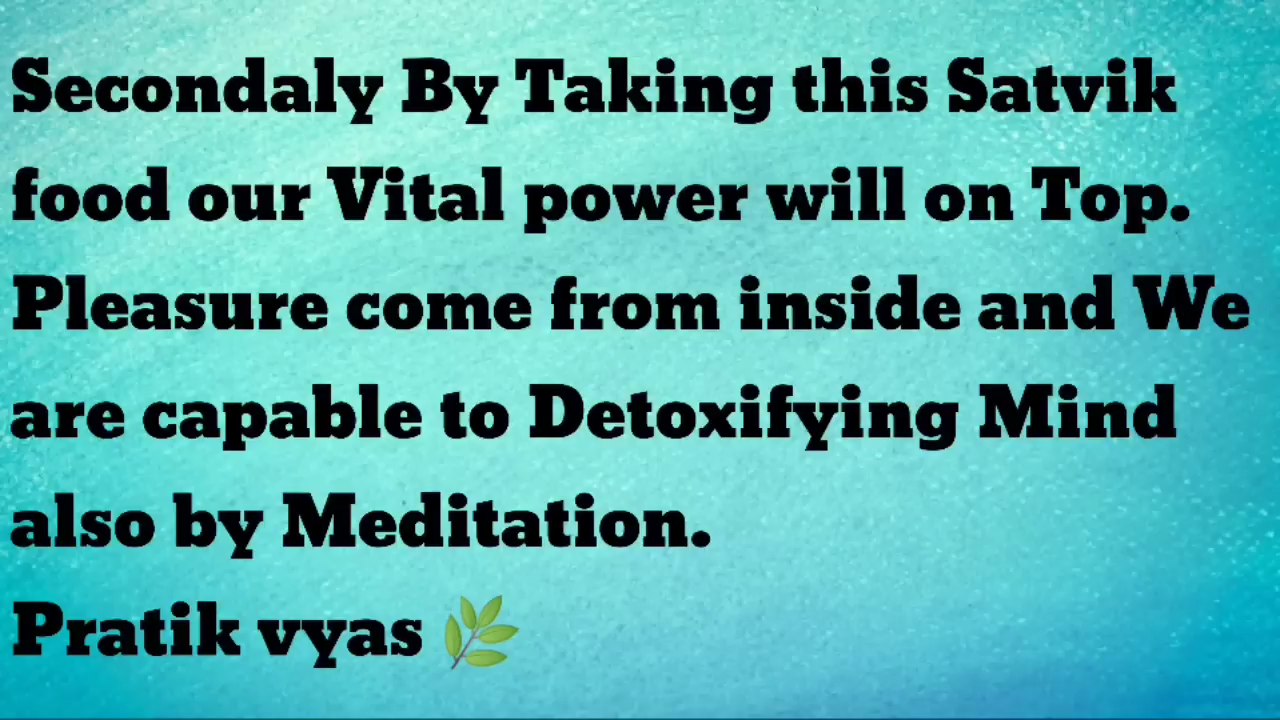 Secondaly By Taking this Satvik
food our Vital power will on Top.
Pleasure come from inside and We
are capable to Detoxifying Mind
also by Meditation.
Pratik vyas 🌿